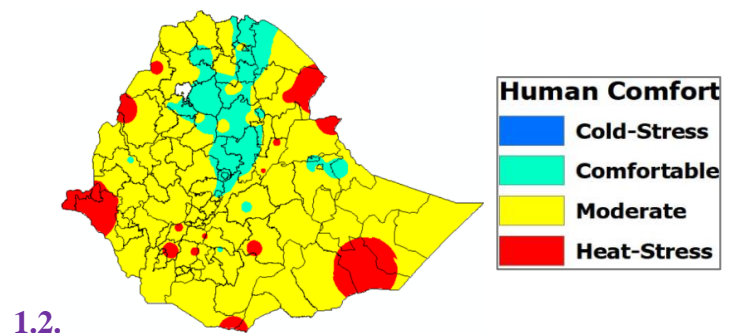 Human Comfort
Cold-Stress
Comfortable
Moderate
Heat-Stress
1.2.